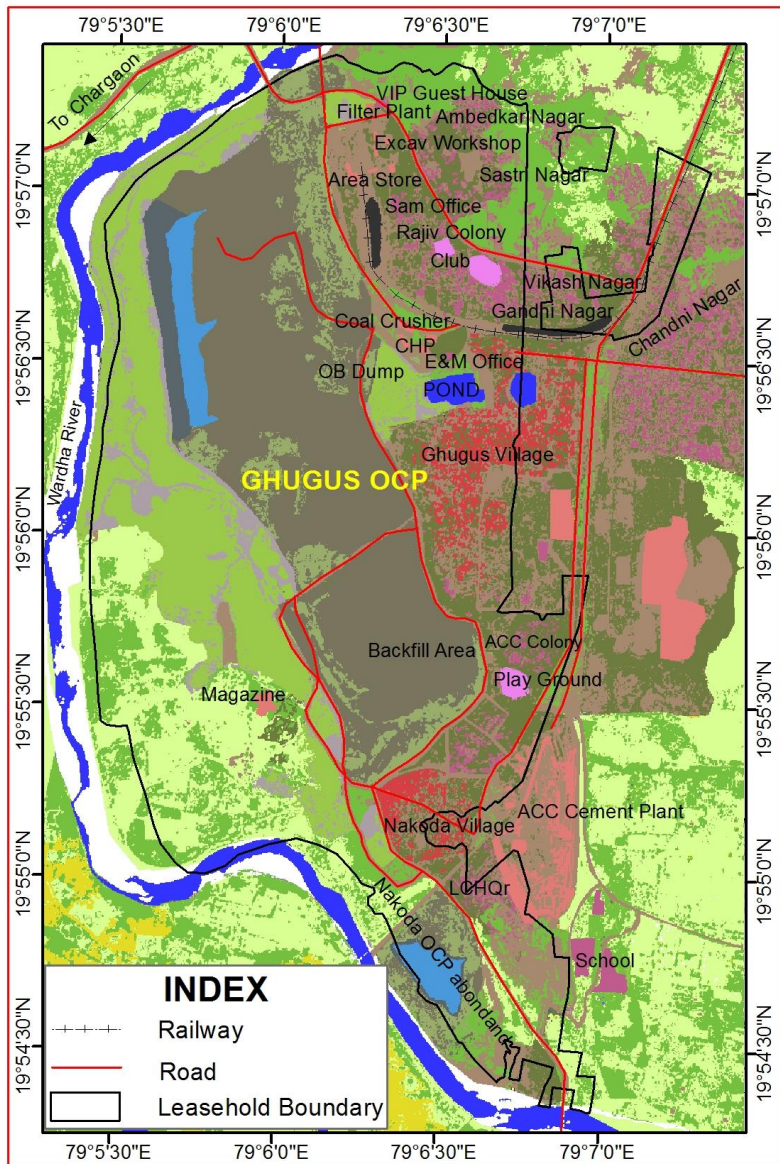 79°5'30"E 79°6'0"E 79°6'30"E 79°7'0"E
To Chargaon
VIP Guest House
Filter Plant
Ambedkar Nagar
Excav Workshop
19°57'0"N
19°57'0"N
Area Store
Sastri Nagar
Sam Office
Rajiv Colony
Club
Vikash Nagar
Gandhi Nagar
Chandni Nagar
Coal Crusher
CHP
19°56'30"N
19°56'30"N
E&M Office
OB Dump
POND
Wardha River
Ghugus Village
GHUGUS OCP
19°56'0"N
19°56'0"N
ACC Colony
Backfill Area
Play Ground
Magazine
19°55'30"N
19°55'30"N
ACC Cement Plant
Nakoda Village
19°55'0"N
19°55'0"N
LCHQr
Nakoda OCP abondand
School
INDEX
Railway
Road
Leasehold Boundary
19°54'30"N
19°54'30"N
79°5'30"E 79°6'0"E 79°6'30"E 79°7'0"E